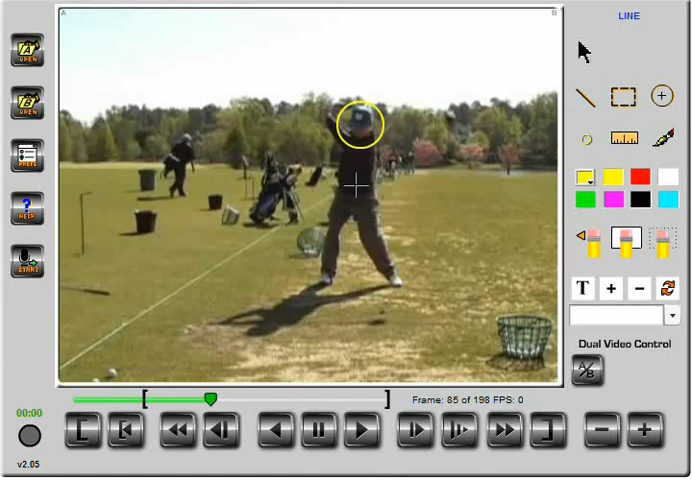 LINE
A
B
OPEN
OPEN
PREFS
HELP
START
T
Dual Video Control
A/B
Frame: 85 of 198 FPS: 0
00:00
v2.05